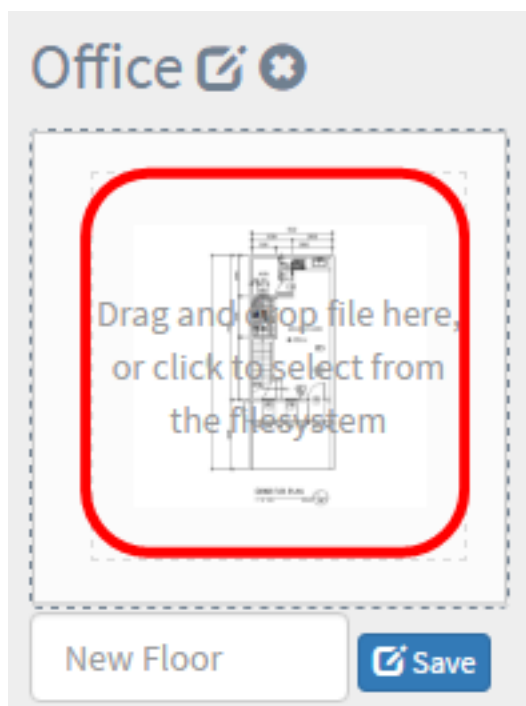 Office
Drag and drop file here,
or click to select from
the filesystem
New Floor
Save